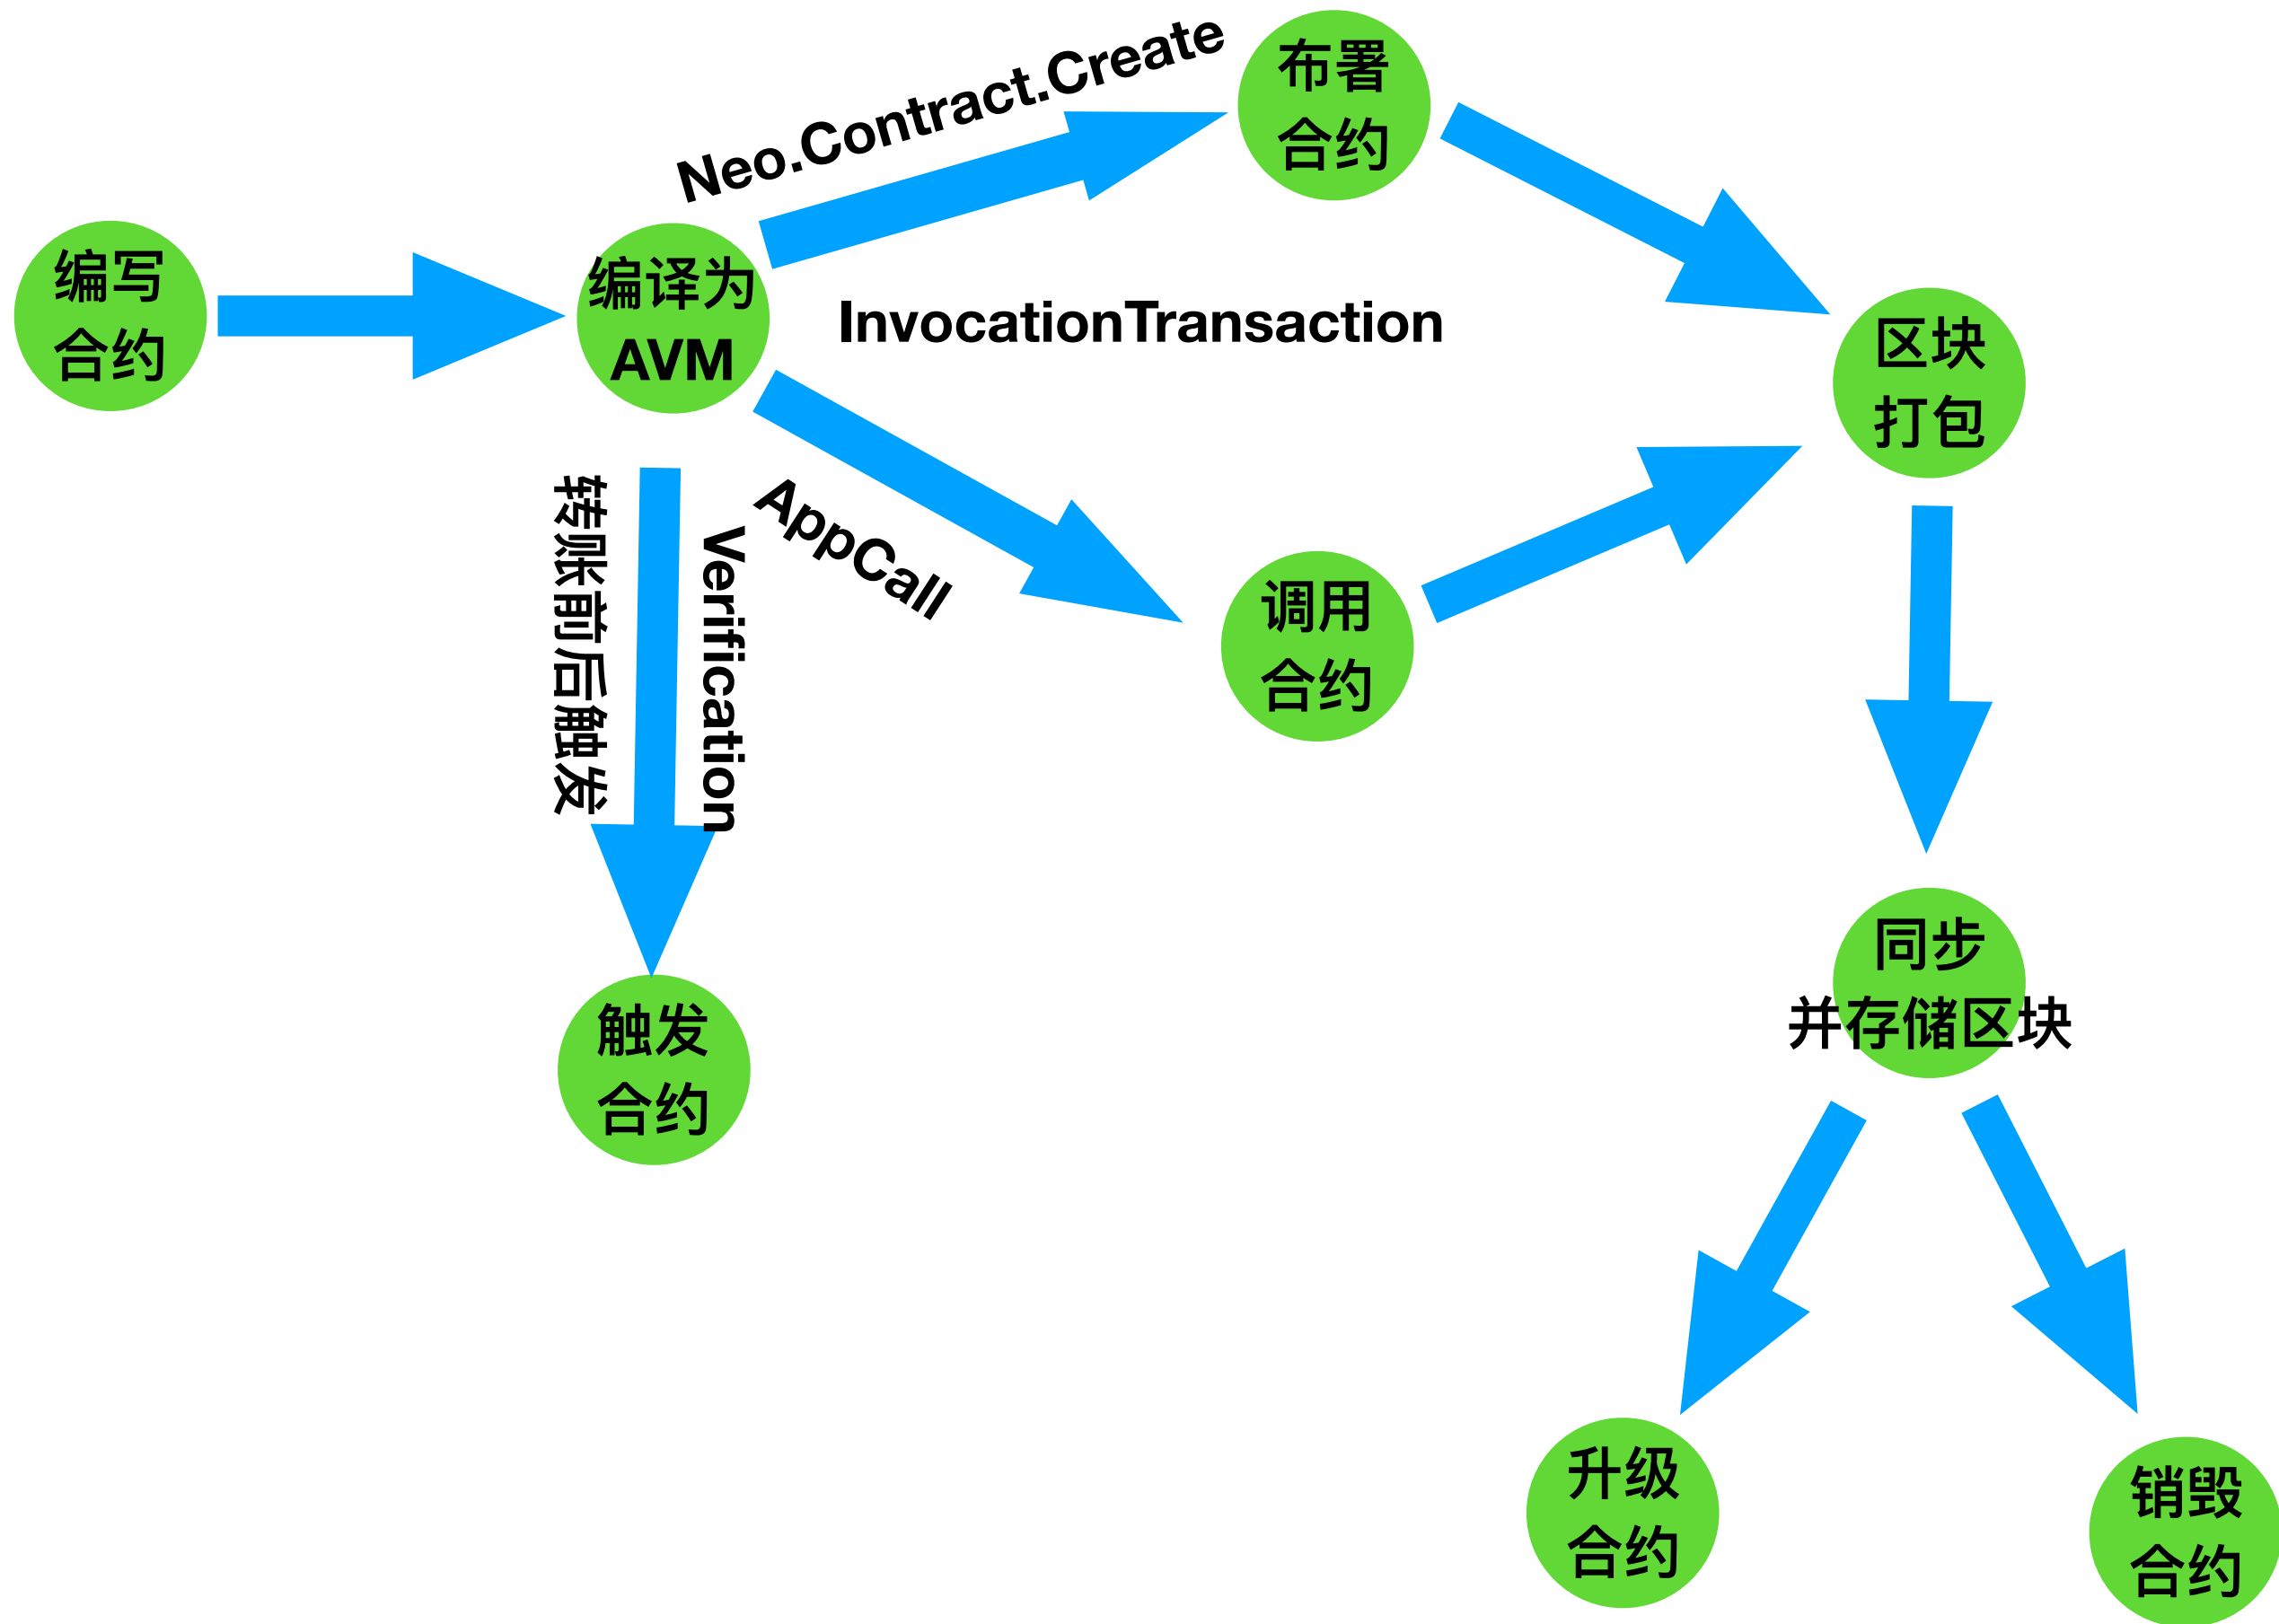 Neo.Contract.Create
布署
合约
编写
合约
编译为
AVM
InvocationTransaction
区块
打包
转账前后触发
Verification
AppCall
调用
合约
同步
并存储区块
触发
合约
升级
合约
销毁
合约